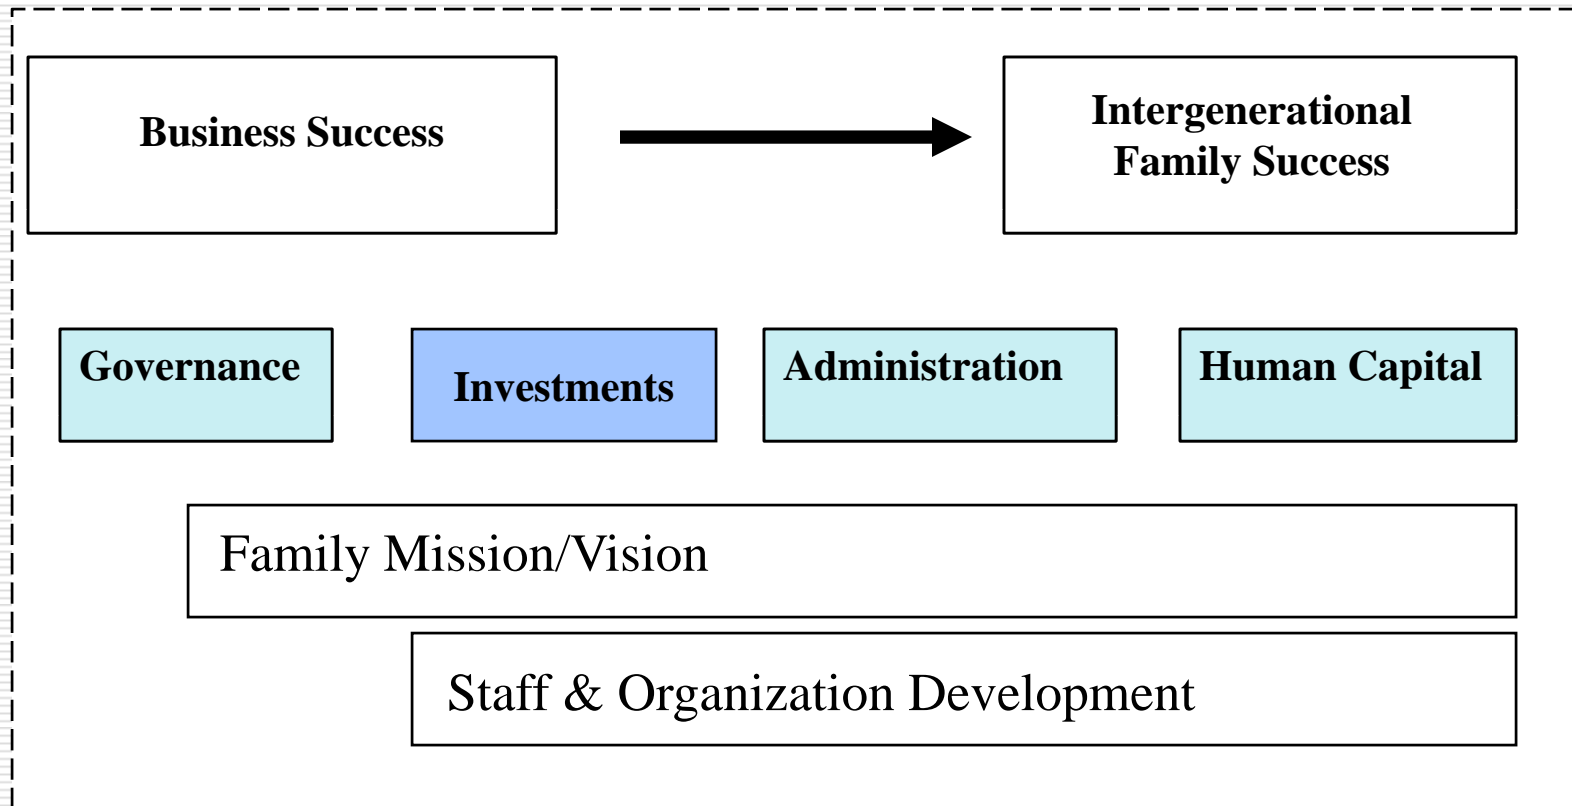 Business Success
Intergenerational
Family Success
Governance
Investments
Administration
Human Capital
Family Mission/Vision
Staff & Organization Development